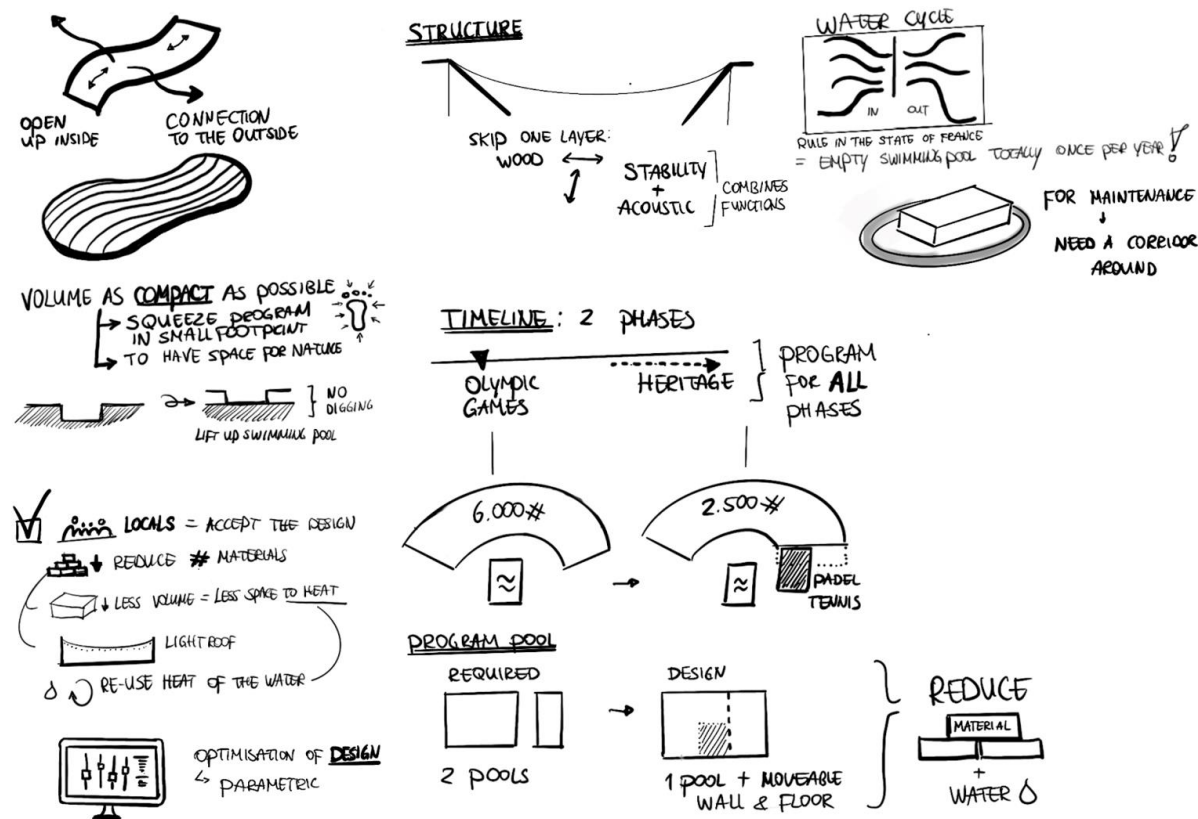 OPEN
UP INSIDE
CONNECTION
TO THE OUTSIDE
VOLUME AS COMPACT AS POSSIBLE
SQUEEZE PROGRAM
IN SMALL FOOTPOINT
TO HAVE SPACE FOR NATURE
NO
DIGGING
LIFT UP SWIMMING POOL
LOCALS = ACCEPT THE DESIGN
REDUCE # MATERIALS
LESS VOLUME = LESS SPACE TO HEAT
LIGHT ROOF
RE-USE HEAT OF THE WATER
OPTIMISATION OF DESIGN
PARAMETRIC
STRUCTURE
SKIP ONE LAYER:
WOOD
STABILITY
+
ACOUSTIC
COMBINES
FUNCTIONS
WATER CYCLE
IN
OUT
RULE IN THE STATE OF FRANCE
= EMPTY SWIMMING POOL TOTALLY ONCE PER YEAR!
FOR MAINTENANCE
NEED A CORRIDOR
AROUND
TIMELINE: 2 PHASES
OLYMPIC
GAMES
HERITAGE
PROGRAM
FOR ALL
PHASES
6.000#
2.500#
PADEL
TENNIS
PROGRAM POOL
REQUIRED
2 POOLS
DESIGN
1 POOL + MOVEABLE
WALL & FLOOR
REDUCE
MATERIAL
+
WATER